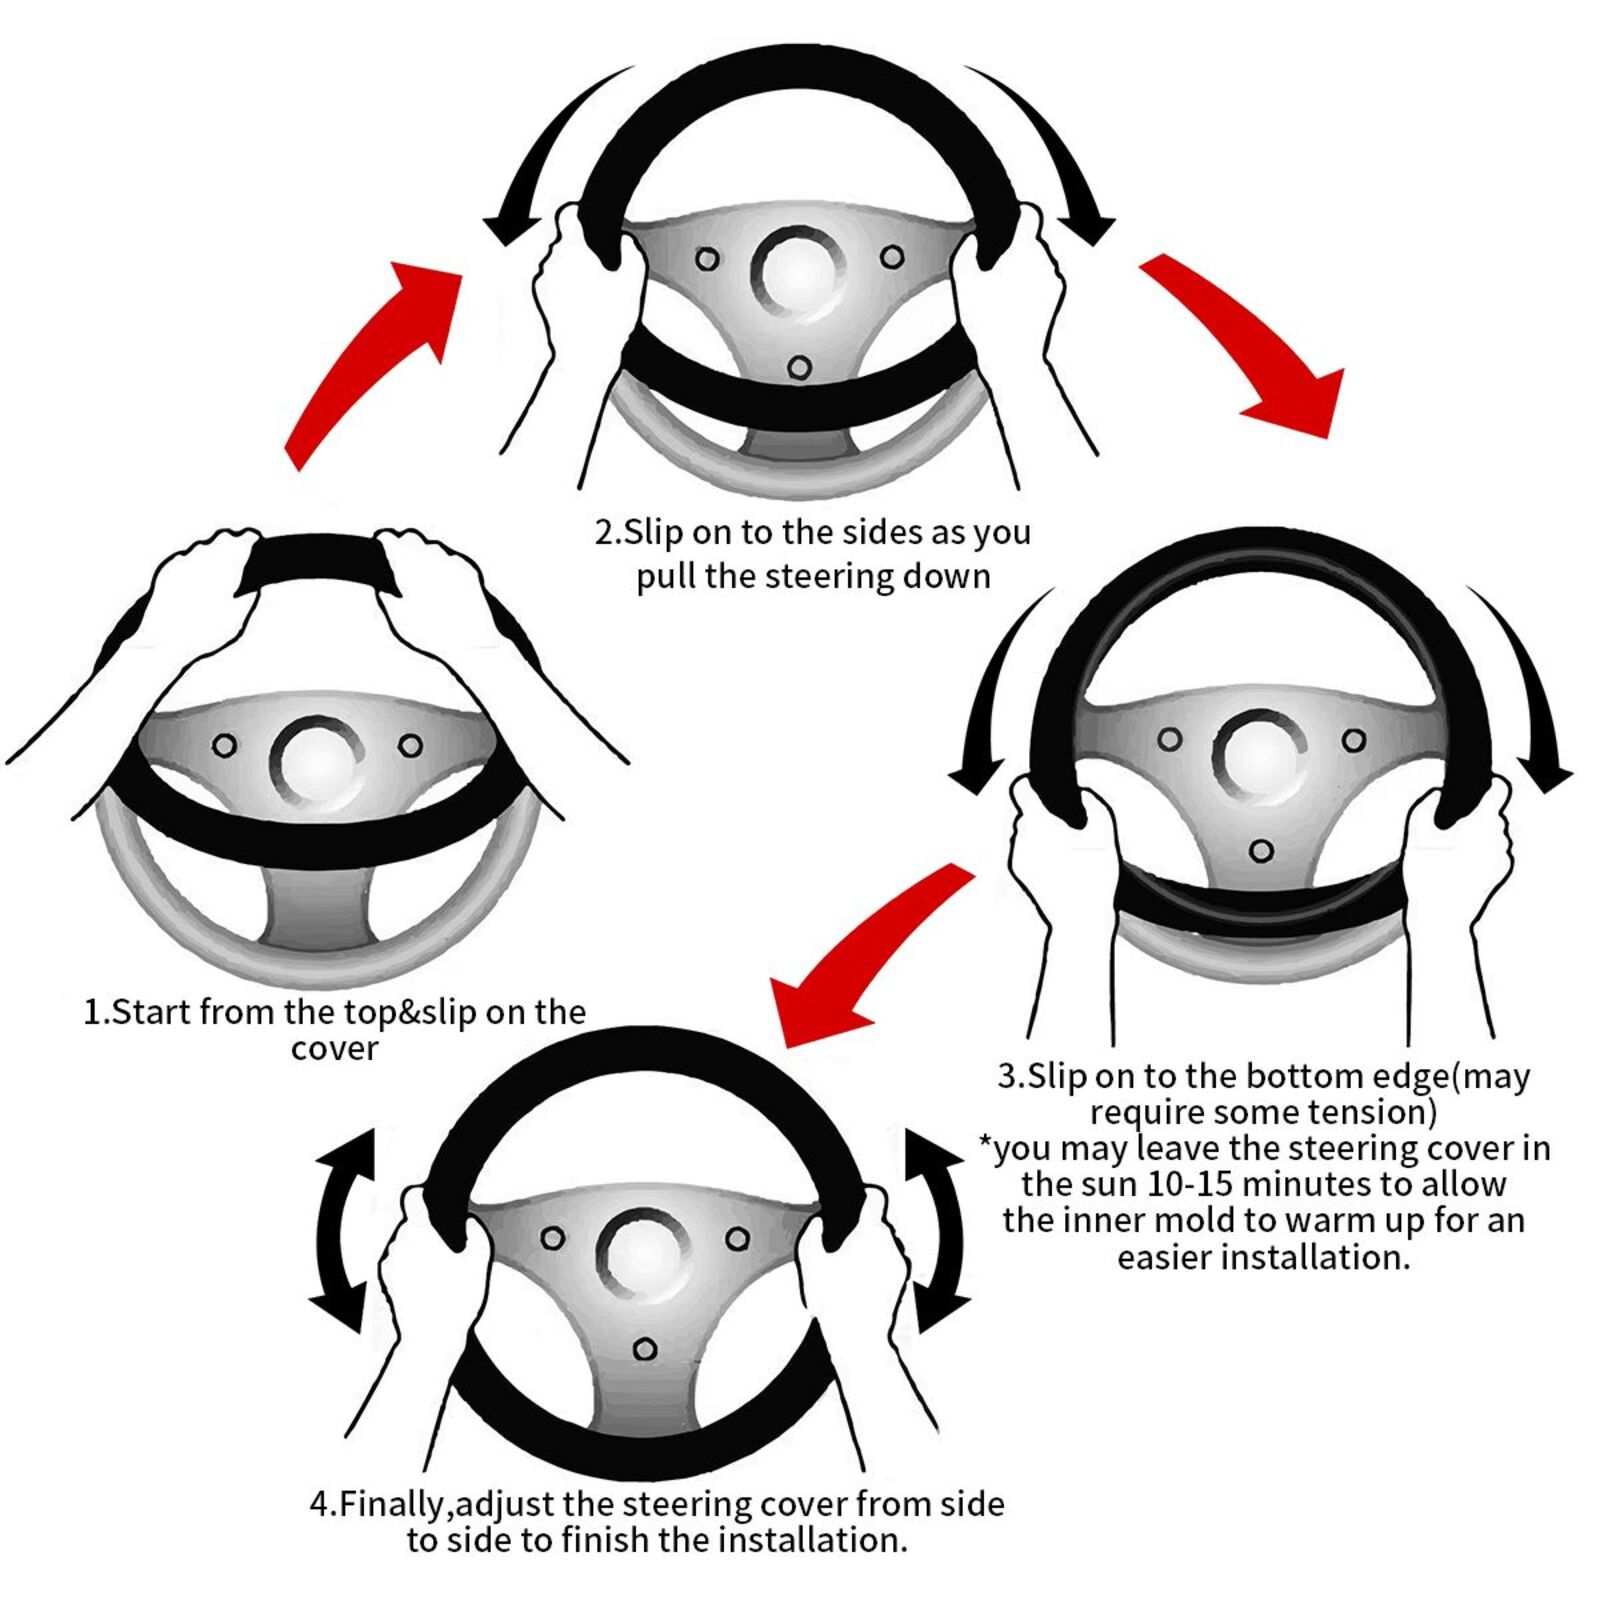 1.Start from the top&slip on the
cover
2.Slip on to the sides as you
pull the steering down
3.Slip on to the bottom edge(may
require some tension)
*you may leave the steering cover in
the sun 10-15 minutes to allow
the inner mold to warm up for an
easier installation.
4.Finally,adjust the steering cover from side
to side to finish the installation.